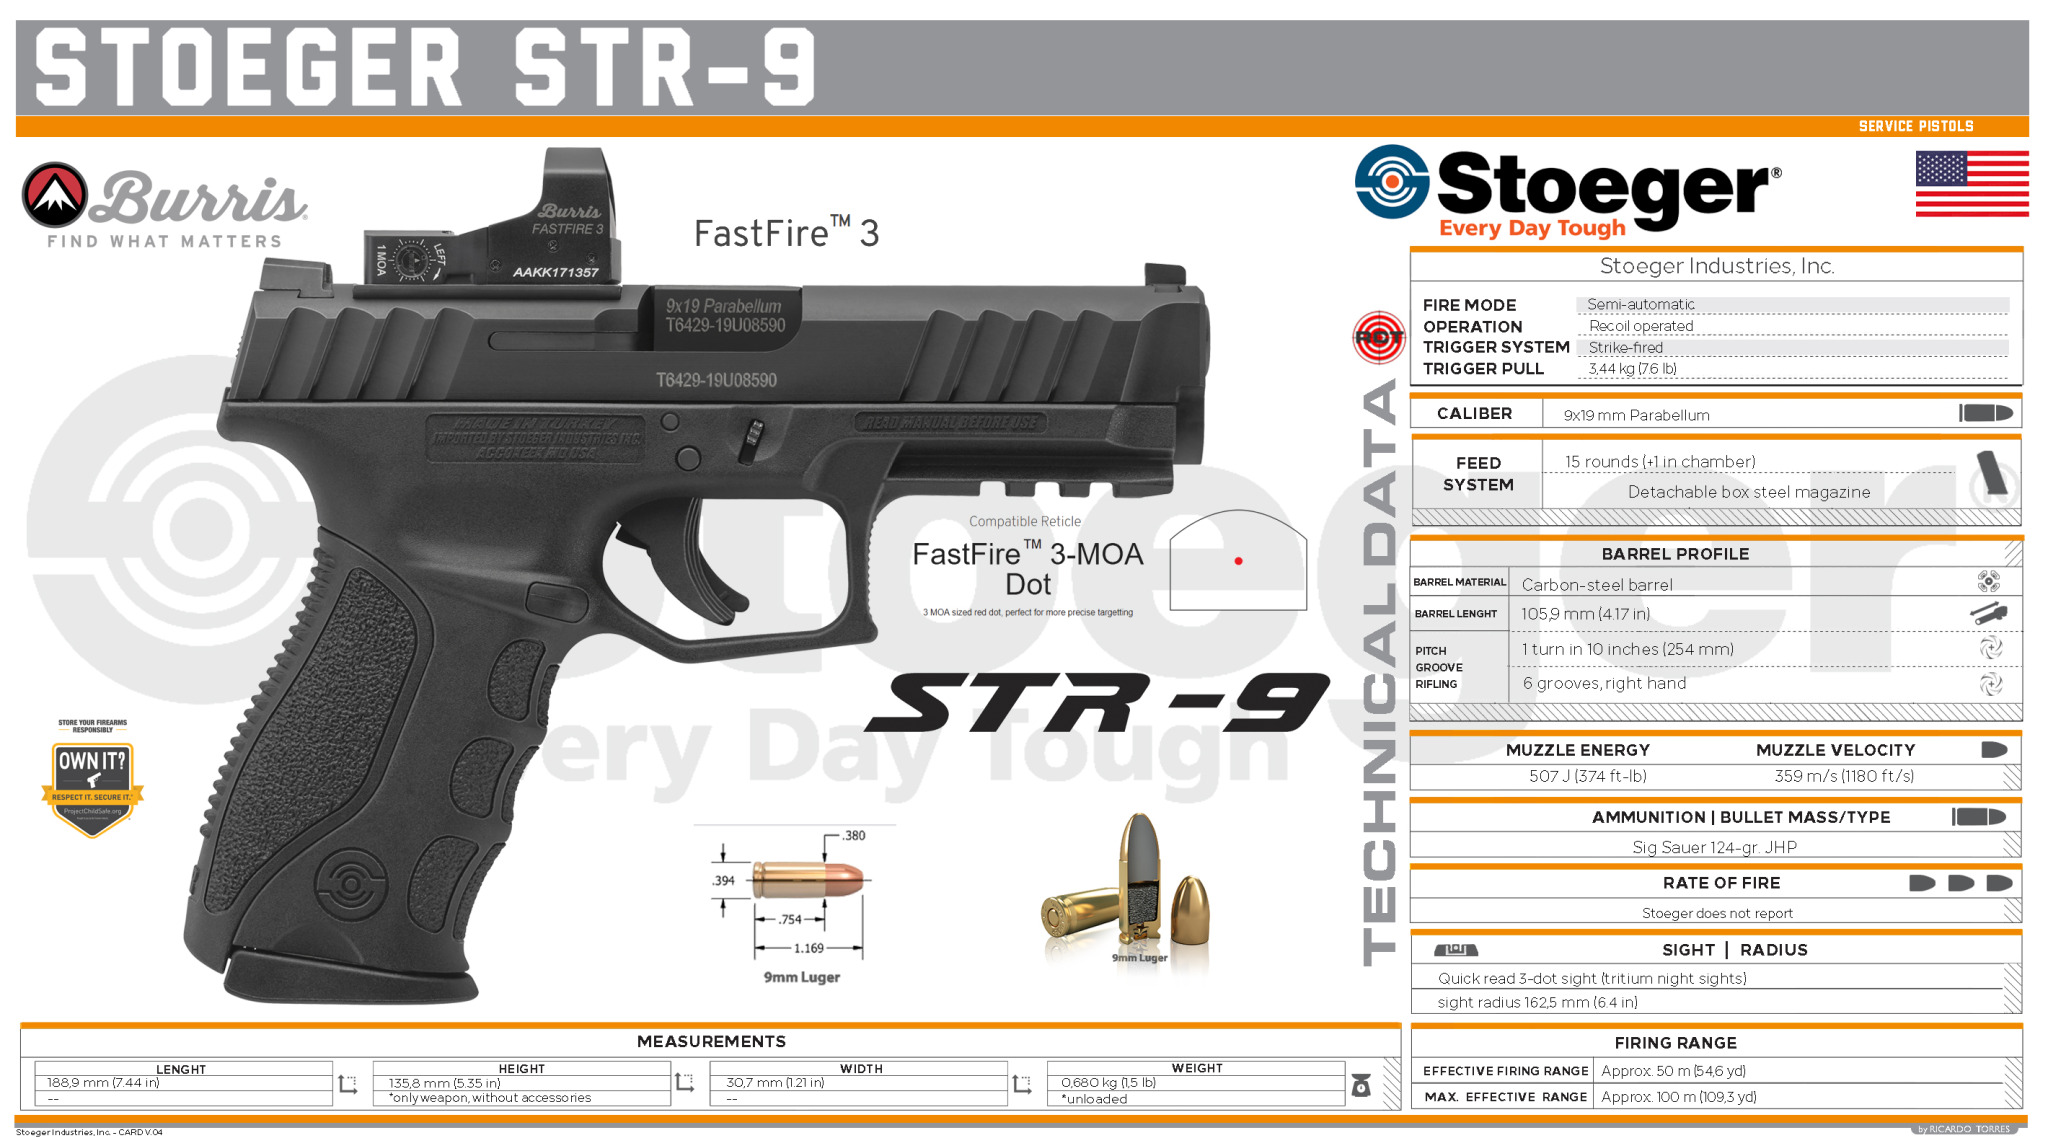 STOEGER STR-9
SERVICE PISTOLS
Burris
FIND WHAT MATTERS
Burris
FASTFIRE 3
LEFT
1 MOA
AAKK171357
FastFire™ 3
9x19 Parabellum
T6429-19U08590
T6429-19U08590
MADE IN TURKEY
IMPORTED BY STOEGER INDUSTRIES INC.
ACCOKEEK MD USA
READ MANUAL BEFORE USE
Compatible Reticle
FastFire™ 3-MOA
Dot
3 MOA sized red dot, perfect for more precise targetting
STR-9
Stoeger
Every Day Tough
STORE YOUR FIREARMS
RESPONSIBLY
OWN IT?
RESPECT IT. SECURE IT.
ProjectChildSafe.org
.380
.394
.754
1.169
9mm Luger
9mm Luger
Stoeger®
Every Day Tough
RDT
TECHNICAL DATA
Stoeger Industries, Inc.
FIRE MODE Semi-automatic
OPERATION Recoil operated
TRIGGER SYSTEM Strike-fired
TRIGGER PULL 3,44 kg (7.6 lb)
CALIBER 9x19 mm Parabellum
FEED SYSTEM
15 rounds (+1 in chamber)
Detachable box steel magazine
BARREL PROFILE
BARREL MATERIAL Carbon-steel barrel
BARREL LENGHT 105,9 mm (4.17 in)
PITCH
GROOVE
RIFLING
1 turn in 10 inches (254 mm)
6 grooves, right hand
MUZZLE ENERGY MUZZLE VELOCITY
507 J (374 ft-lb) 359 m/s (1180 ft/s)
AMMUNITION | BULLET MASS/TYPE
Sig Sauer 124-gr. JHP
RATE OF FIRE
Stoeger does not report
SIGHT | RADIUS
Quick read 3-dot sight (tritium night sights)
sight radius 162,5 mm (6.4 in)
MEASUREMENTS
LENGHT HEIGHT WIDTH WEIGHT
188,9 mm (7.44 in) 135,8 mm (5.35 in) 30,7 mm (1.21 in) 0,680 kg (1,5 lb)
-- *only weapon, without accessories -- *unloaded
FIRING RANGE
EFFECTIVE FIRING RANGE Approx. 50 m (54,6 yd)
MAX. EFFECTIVE RANGE Approx. 100 m (109,3 yd)
Stoeger Industries, Inc. - CARD V.04
by RICARDO TORRES